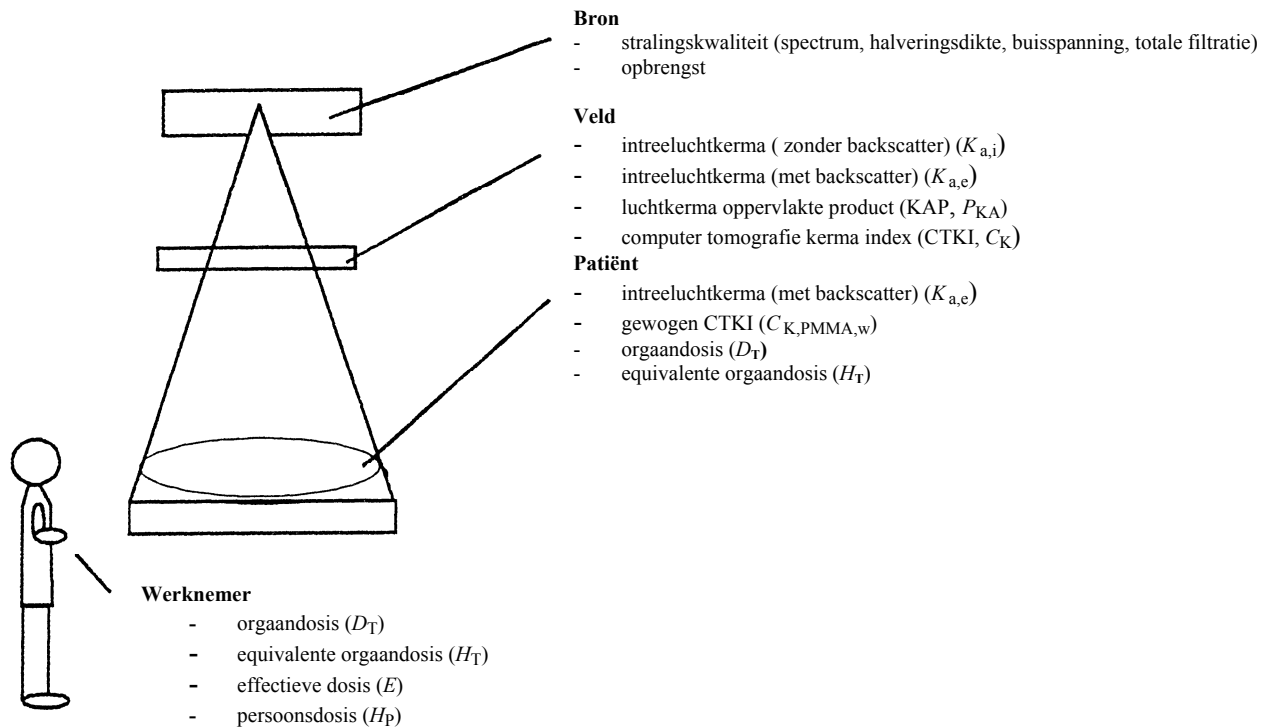 Bron
- stralingskwaliteit (spectrum, halveringsdikte, buisspanning, totale filtratie)
- opbrengst
Veld
- intreeluchtkerma ( zonder backscatter) (K a,i)
- intreeluchtkerma (met backscatter) (K a,e)
- luchtkerma oppervlakte product (KAP, P KA)
- computer tomografie kerma index (CTKI, C K)
Patiënt
- intreeluchtkerma (met backscatter) (K a,e)
- gewogen CTKI (C K,PMMA,w)
- orgaandosis (D T)
- equivalente orgaandosis (H T)
Werknemer
- orgaandosis (D T)
- equivalente orgaandosis (H T)
- effectieve dosis (E)
- persoonsdosis (H P)